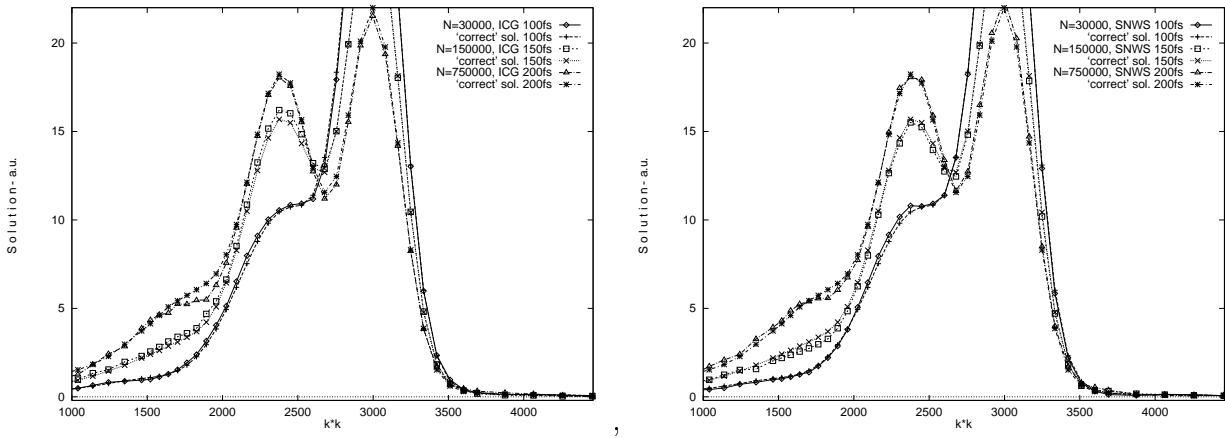 N=30000, ICG 100fs
'correct' sol. 100fs
N=150000, ICG 150fs
'correct' sol. 150fs
N=750000, ICG 200fs
'correct' sol. 200fs
20
15
10
5
0
Solution - a.u.
1000 1500 2000 2500 3000 3500 4000
k*k
,
N=30000, SNWS 100fs
'correct' sol. 100fs
N=150000, SNWS 150fs
'correct' sol. 150fs
N=750000, SNWS 200fs
'correct' sol. 200fs
20
15
10
5
0
Solution - a.u.
1000 1500 2000 2500 3000 3500 4000
k*k